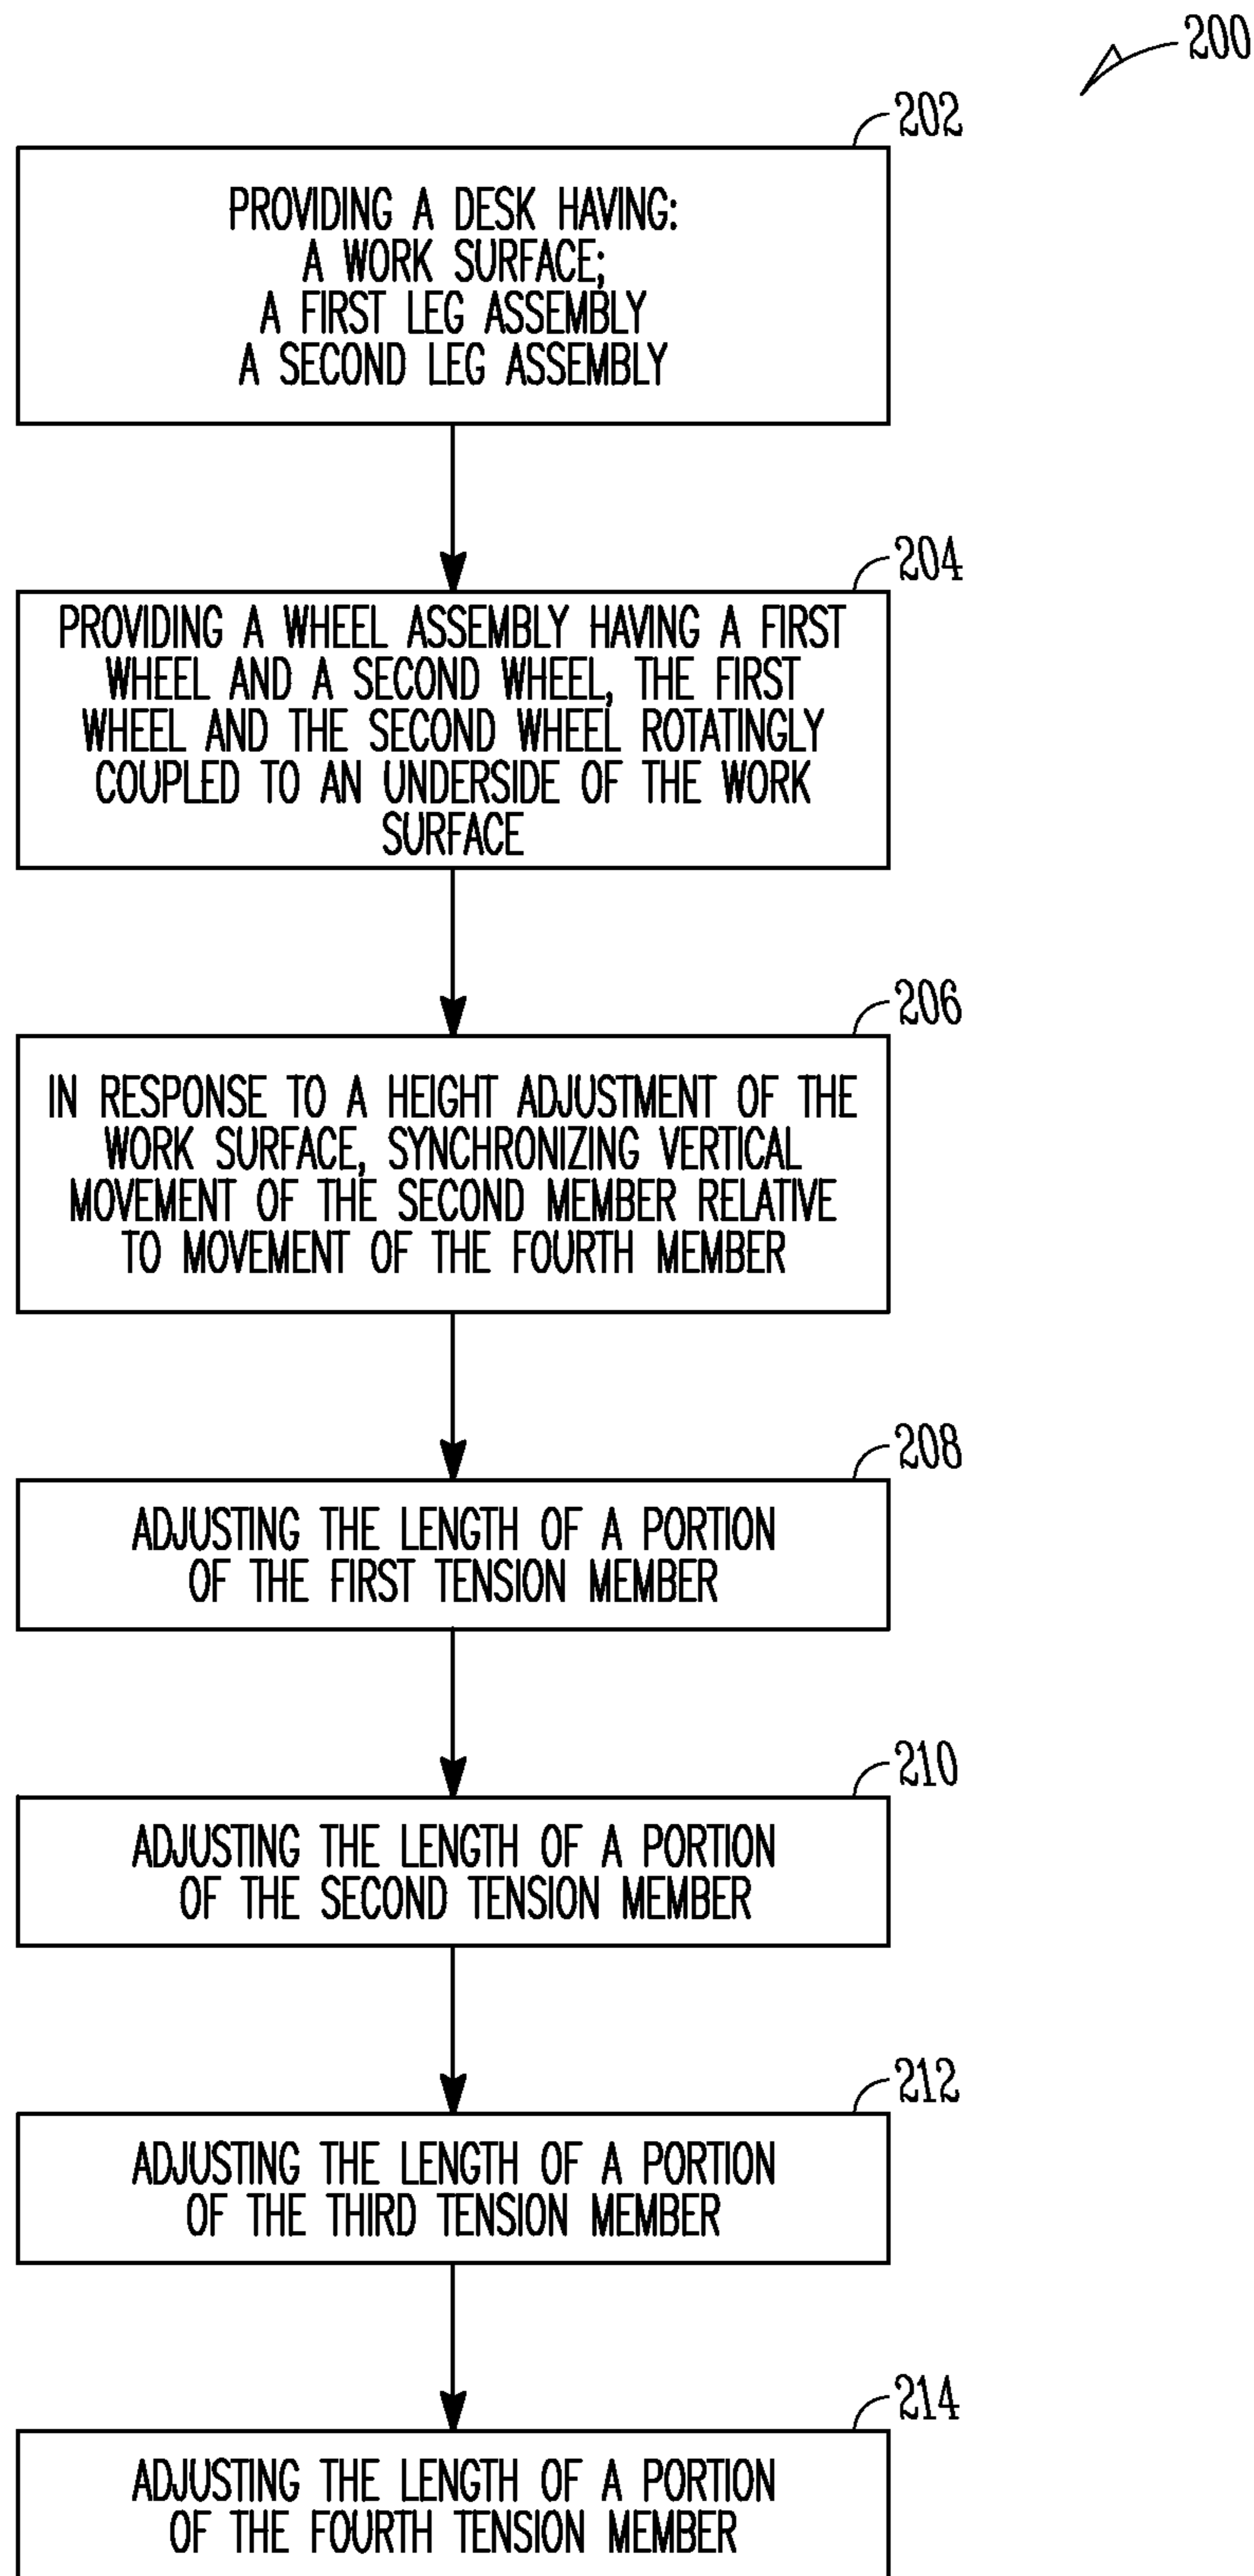 200
202
PROVIDING A DESK HAVING:
A WORK SURFACE;
A FIRST LEG ASSEMBLY
A SECOND LEG ASSEMBLY
204
PROVIDING A WHEEL ASSEMBLY HAVING A FIRST
WHEEL AND A SECOND WHEEL, THE FIRST
WHEEL AND THE SECOND WHEEL ROTATINGLY
COUPLED TO AN UNDERSIDE OF THE WORK
SURFACE
206
IN RESPONSE TO A HEIGHT ADJUSTMENT OF THE
WORK SURFACE, SYNCHRONIZING VERTICAL
MOVEMENT OF THE SECOND MEMBER RELATIVE
TO MOVEMENT OF THE FOURTH MEMBER
208
ADJUSTING THE LENGTH OF A PORTION
OF THE FIRST TENSION MEMBER
210
ADJUSTING THE LENGTH OF A PORTION
OF THE SECOND TENSION MEMBER
212
ADJUSTING THE LENGTH OF A PORTION
OF THE THIRD TENSION MEMBER
214
ADJUSTING THE LENGTH OF A PORTION
OF THE FOURTH TENSION MEMBER